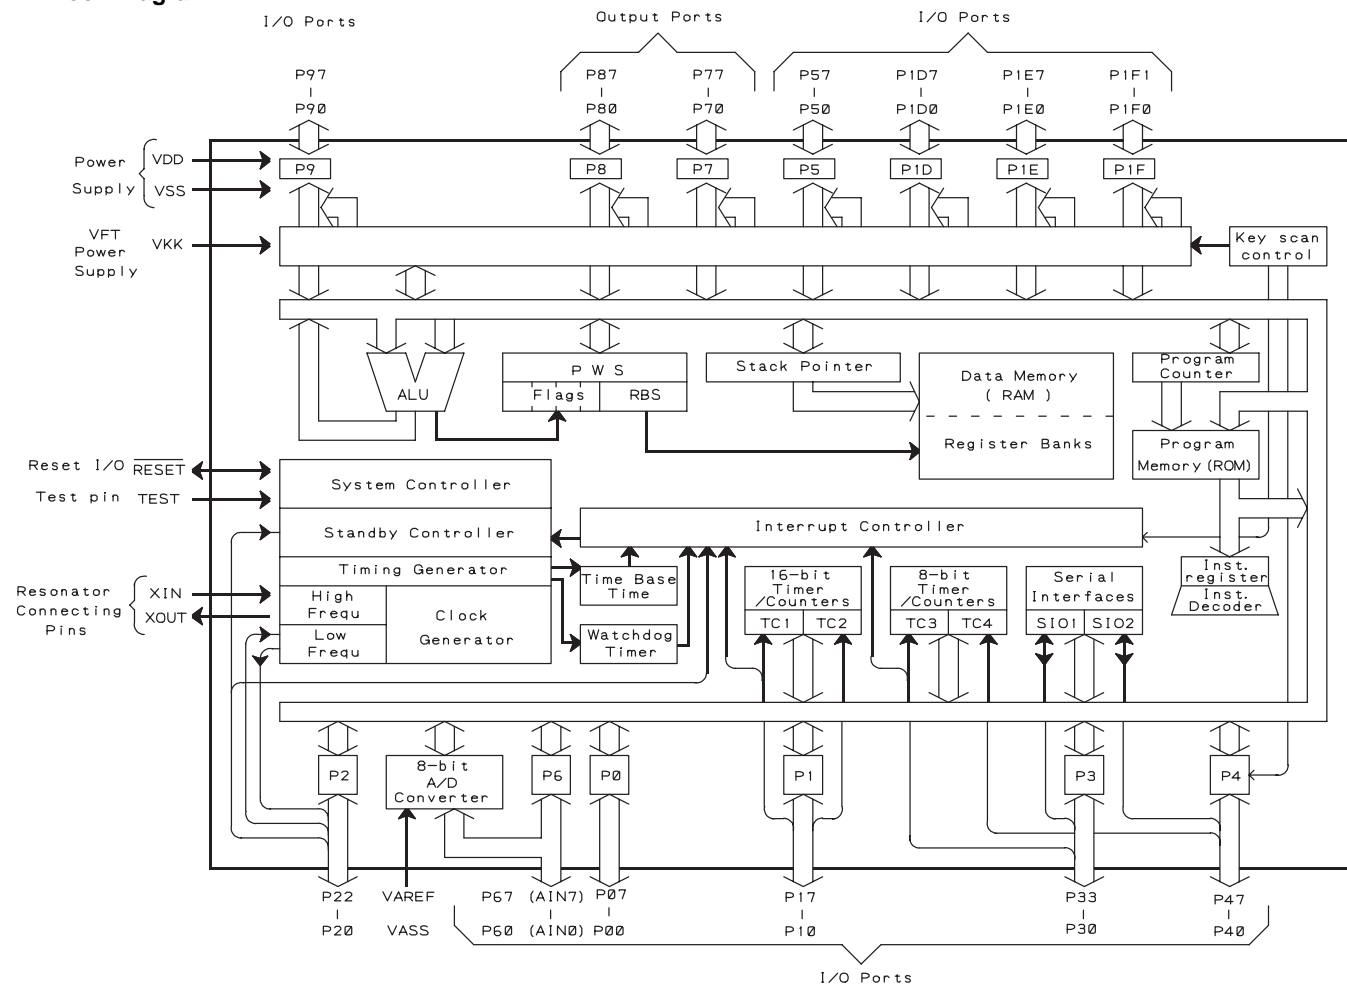 I/O Ports
Output Ports
I/O Ports
P97
P90
P87
P80
P77
P70
P57
P50
P1D7
P1D0
P1E7
P1E0
P1F1
P1F0
Power
Supply
VDD
VSS
P9
P8
P7
P5
P1D
P1E
P1F
VFT
Power
Supply
VKK
Key scan
control
ALU
P W S
Flags
RBS
Stack Pointer
Data Memory
( RAM )
Register Banks
Program
Counter
Program
Memory (ROM)
Reset I/O RESET
Test pin TEST
System Controller
Standby Controller
Interrupt Controller
Timing Generator
High
Frequ
Low
Frequ
Clock
Generator
Resonator
Connecting
Pins
XIN
XOUT
Time Base
Time
Watchdog
Timer
16-bit
Timer
/Counters
TC1
TC2
8-bit
Timer
/Counters
TC3
TC4
Serial
Interfaces
SIO1
SIO2
Inst.
register
Inst.
Decoder
P2
8-bit
A/D
Converter
P6
P0
P1
P3
P4
P22
P20
VAREF
VASS
P67 (AIN7)
P60 (AIN0)
P07
P00
P17
P10
P33
P30
P47
P40
I/O Ports